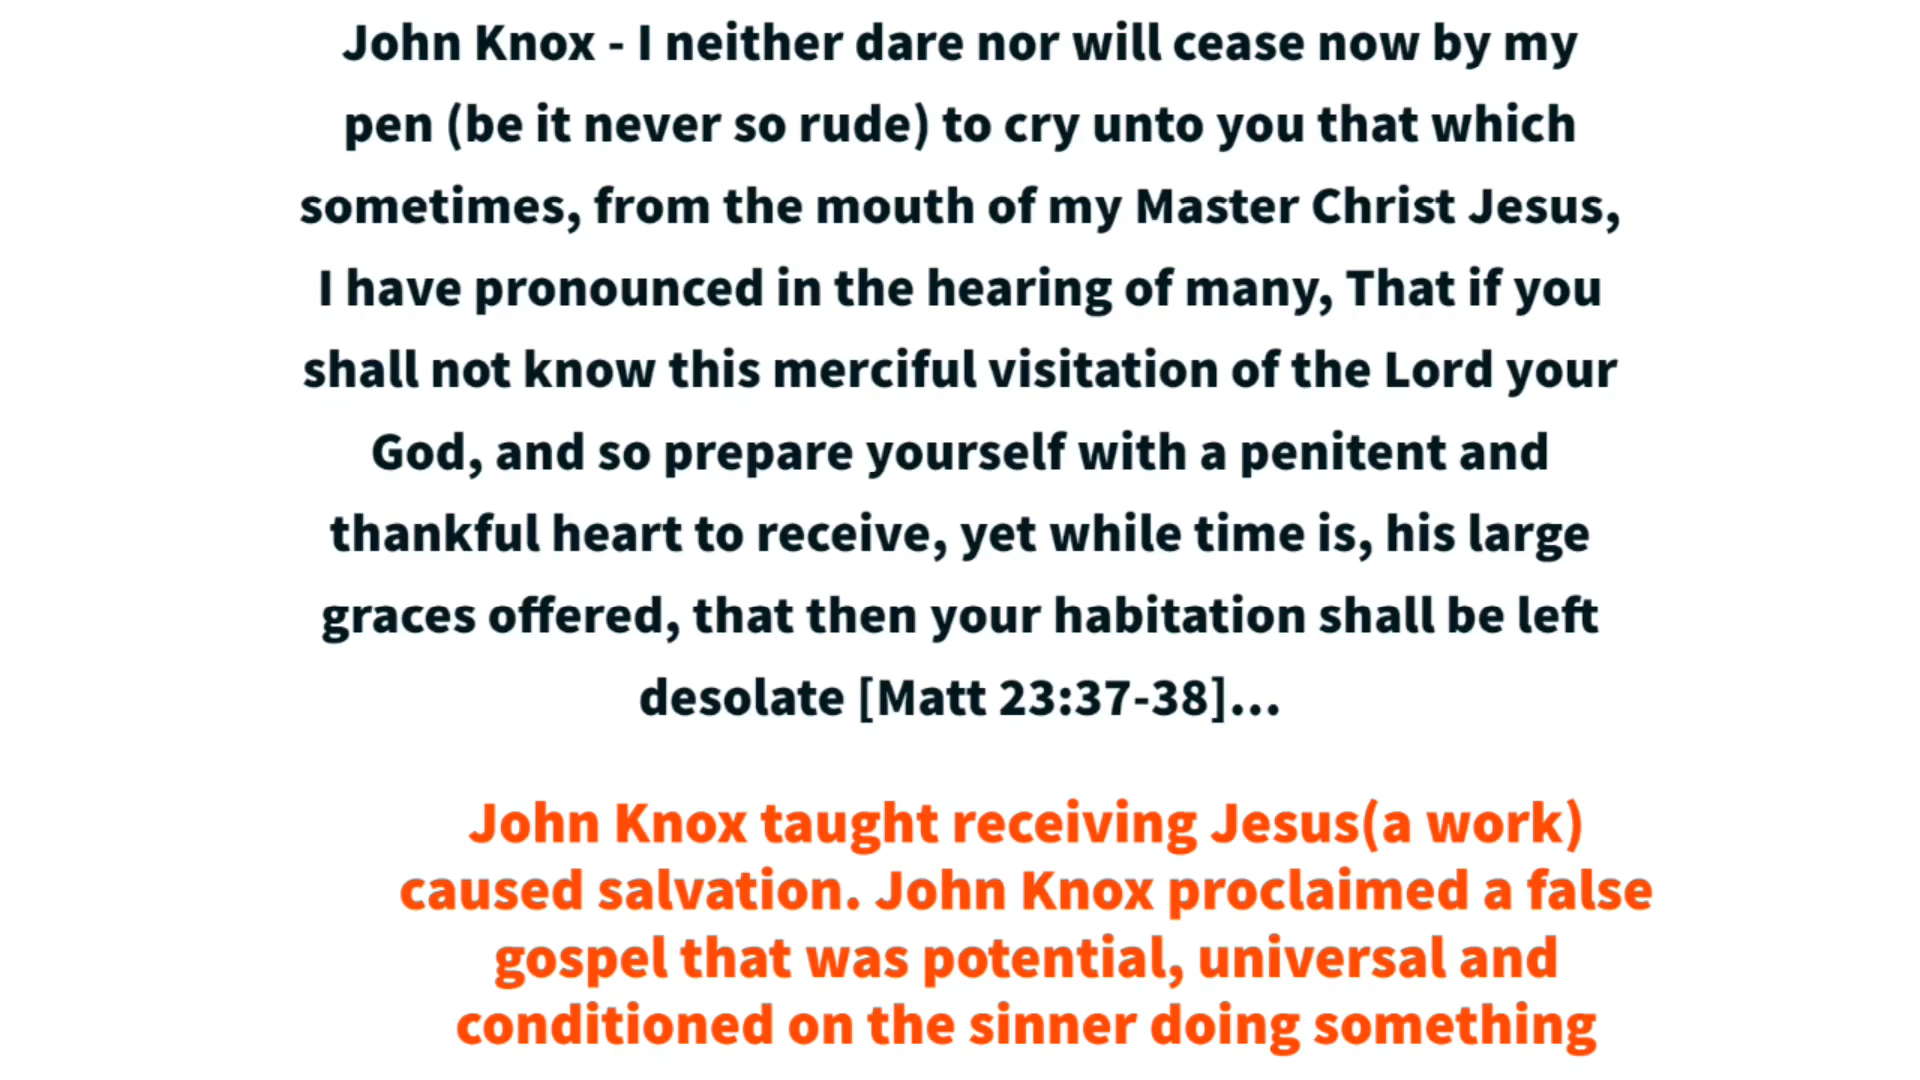 John Knox - I neither dare nor will cease now by my
pen (be it never so rude) to cry unto you that which
sometimes, from the mouth of my Master Christ Jesus,
I have pronounced in the hearing of many, That if you
shall not know this merciful visitation of the Lord your
God, and so prepare yourself with a penitent and
thankful heart to receive, yet while time is, his large
graces offered, that then your habitation shall be left
desolate [Matt 23:37-38]...
John Knox taught receiving Jesus(a work)
caused salvation. John Knox proclaimed a false
gospel that was potential, universal and
conditioned on the sinner doing something